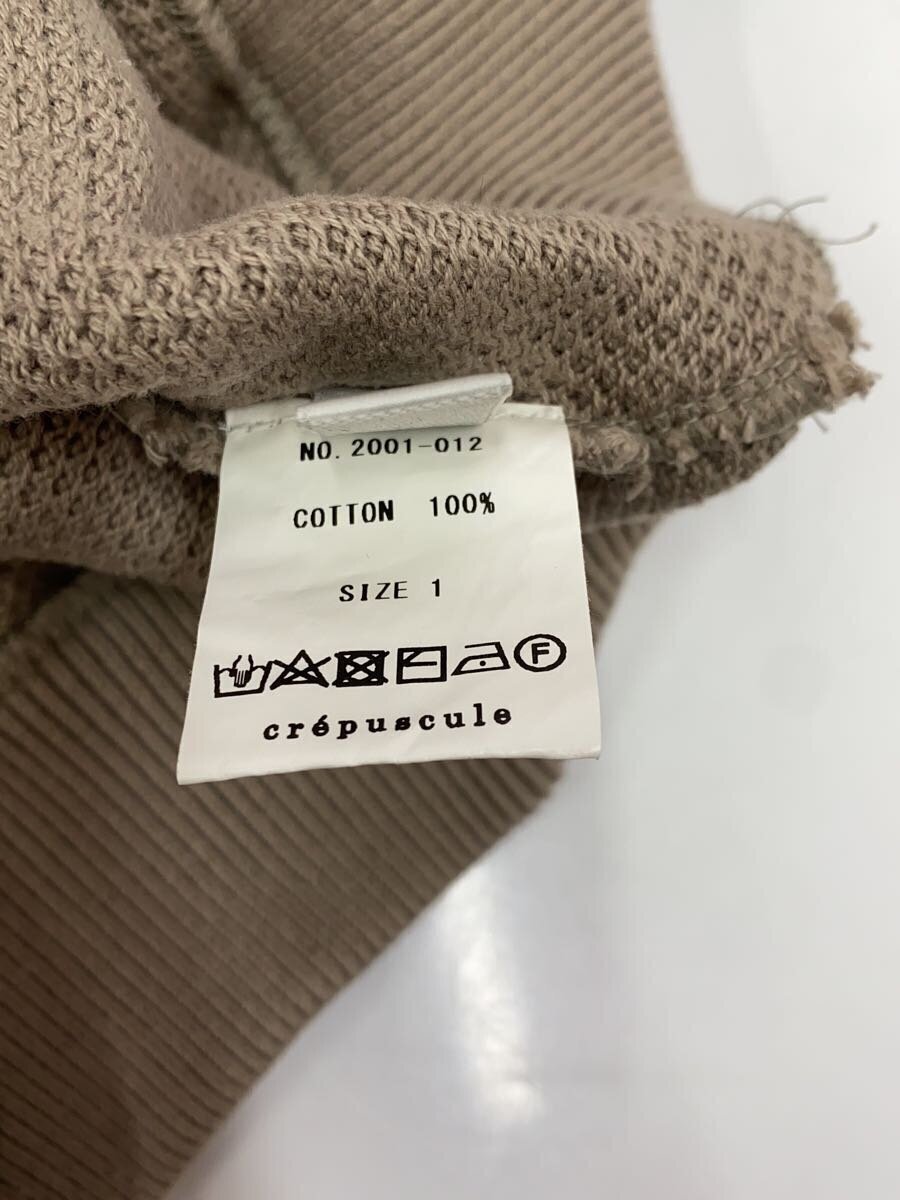 NO. 2001-012
COTTON 100%
SIZE 1
F
crépuscule